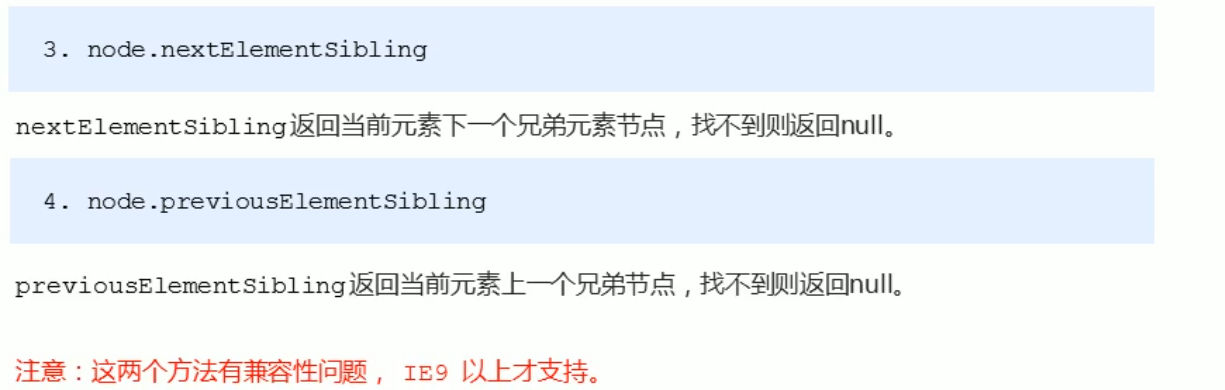 3. node.nextElementSibling
nextElementSibling返回当前元素下一个兄弟元素节点，找不到则返回null。
4. node.previousElementSibling
previousElementSibling返回当前元素上一个兄弟节点，找不到则返回null。
注意：这两个方法有兼容性问题， IE9 以上才支持。